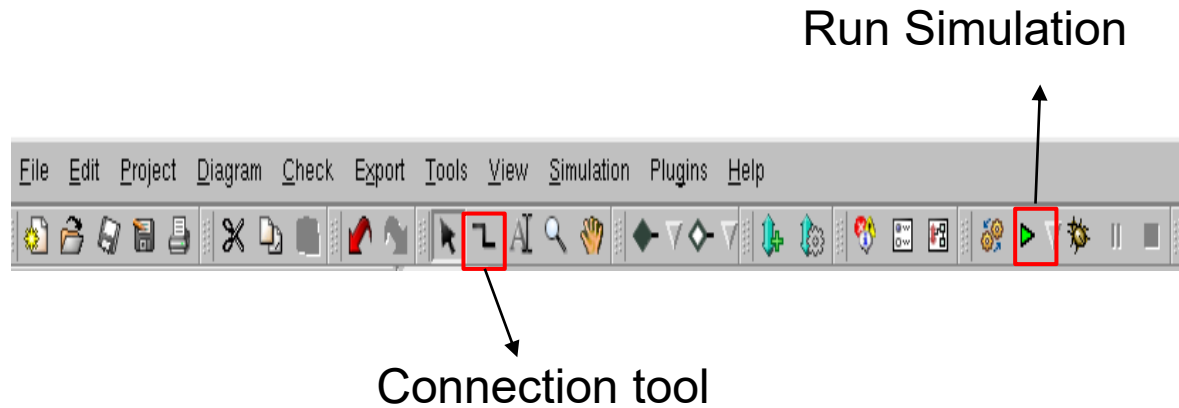 Run Simulation
File Edit Project Diagram Check Export Tools View Simulation Plugins Help
Connection tool